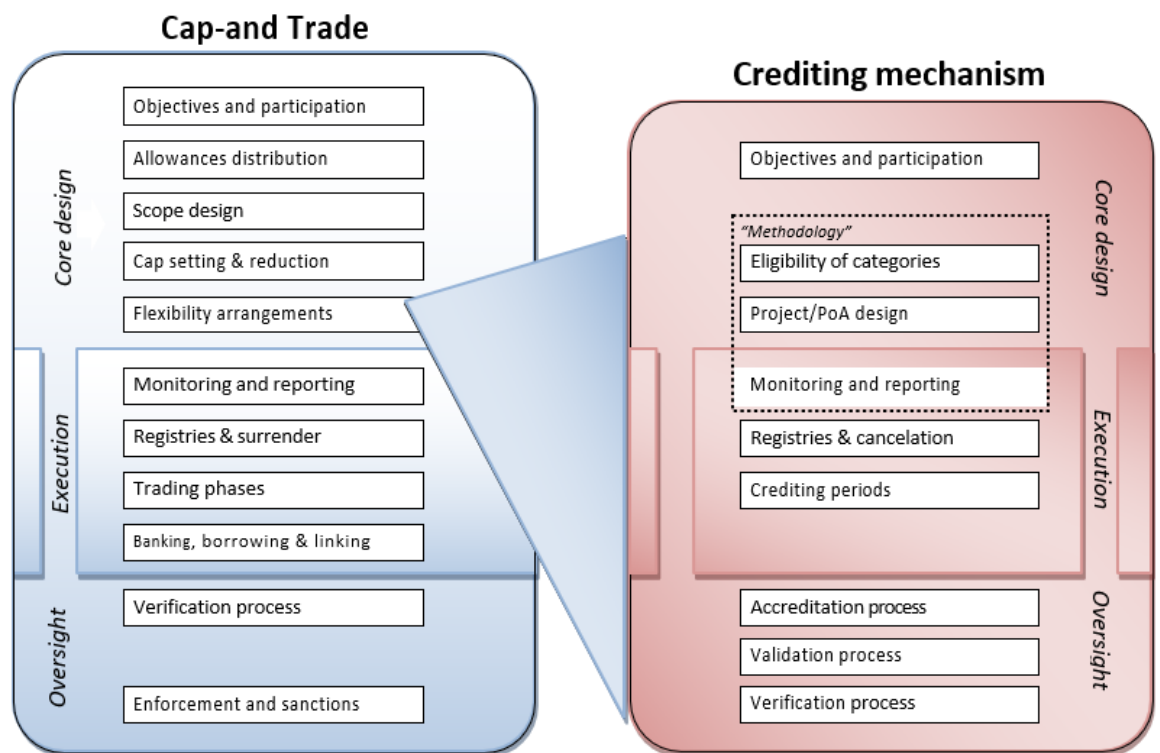 Cap-and Trade
Core design
Objectives and participation
Allowances distribution
Scope design
Cap setting & reduction
Flexibility arrangements
Execution
Monitoring and reporting
Registries & surrender
Trading phases
Banking, borrowing & linking
Oversight
Verification process
Enforcement and sanctions
Crediting mechanism
Core design
Objectives and participation
“Methodology”
Eligibility of categories
Project/PoA design
Execution
Monitoring and reporting
Registries & cancelation
Crediting periods
Oversight
Accreditation process
Validation process
Verification process